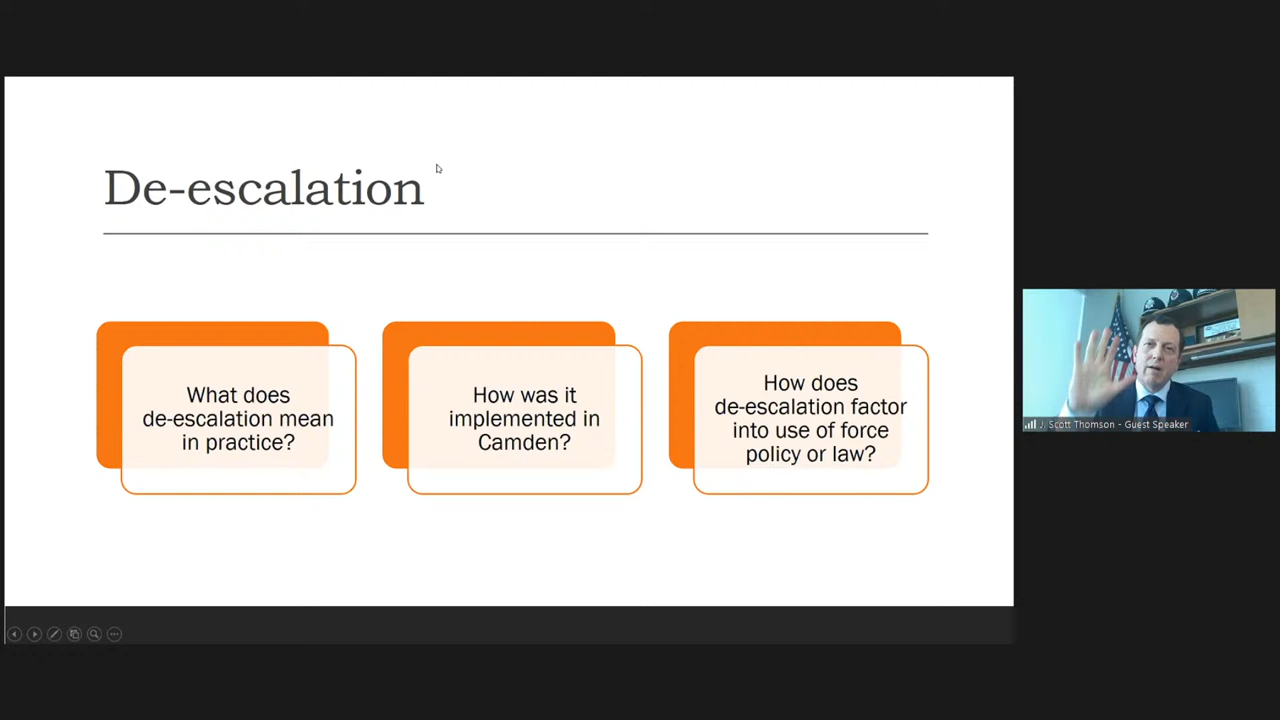 De-escalation
What does
de-escalation mean
in practice?
How was it
implemented in
Camden?
How does
de-escalation factor
into use of force
policy or law?
J. Scott Thomson - Guest Speaker